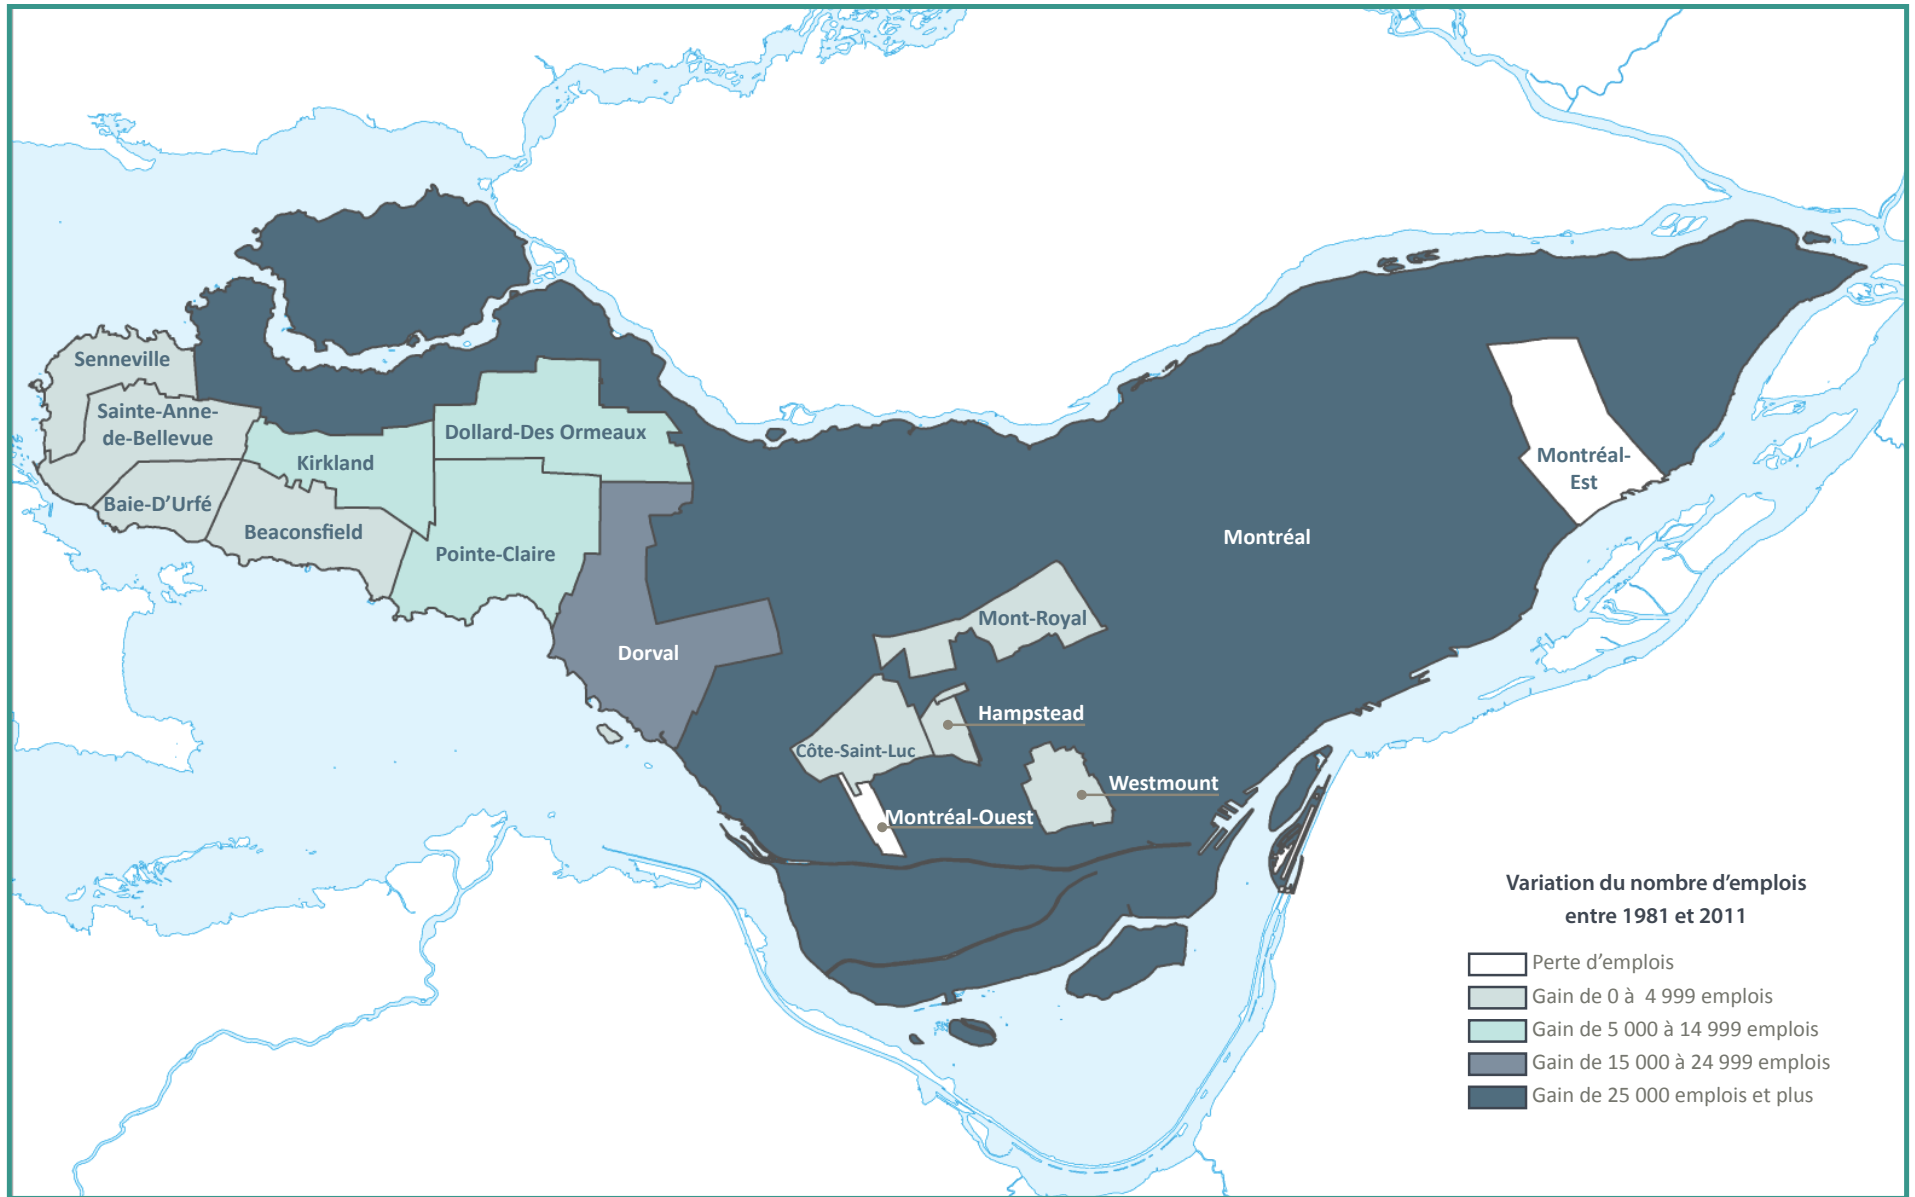 Senneville
Sainte-Anne-
de-Bellevue
Baie-D'Urfé
Kirkland
Beaconsfield
Dollard-Des Ormeaux
Pointe-Claire
Dorval
Montréal
Montréal-
Est
Mont-Royal
Hampstead
Côte-Saint-Luc
Westmount
Montréal-Ouest
Variation du nombre d'emplois
entre 1981 et 2011
Perte d'emplois
Gain de 0 à 4 999 emplois
Gain de 5 000 à 14 999 emplois
Gain de 15 000 à 24 999 emplois
Gain de 25 000 emplois et plus